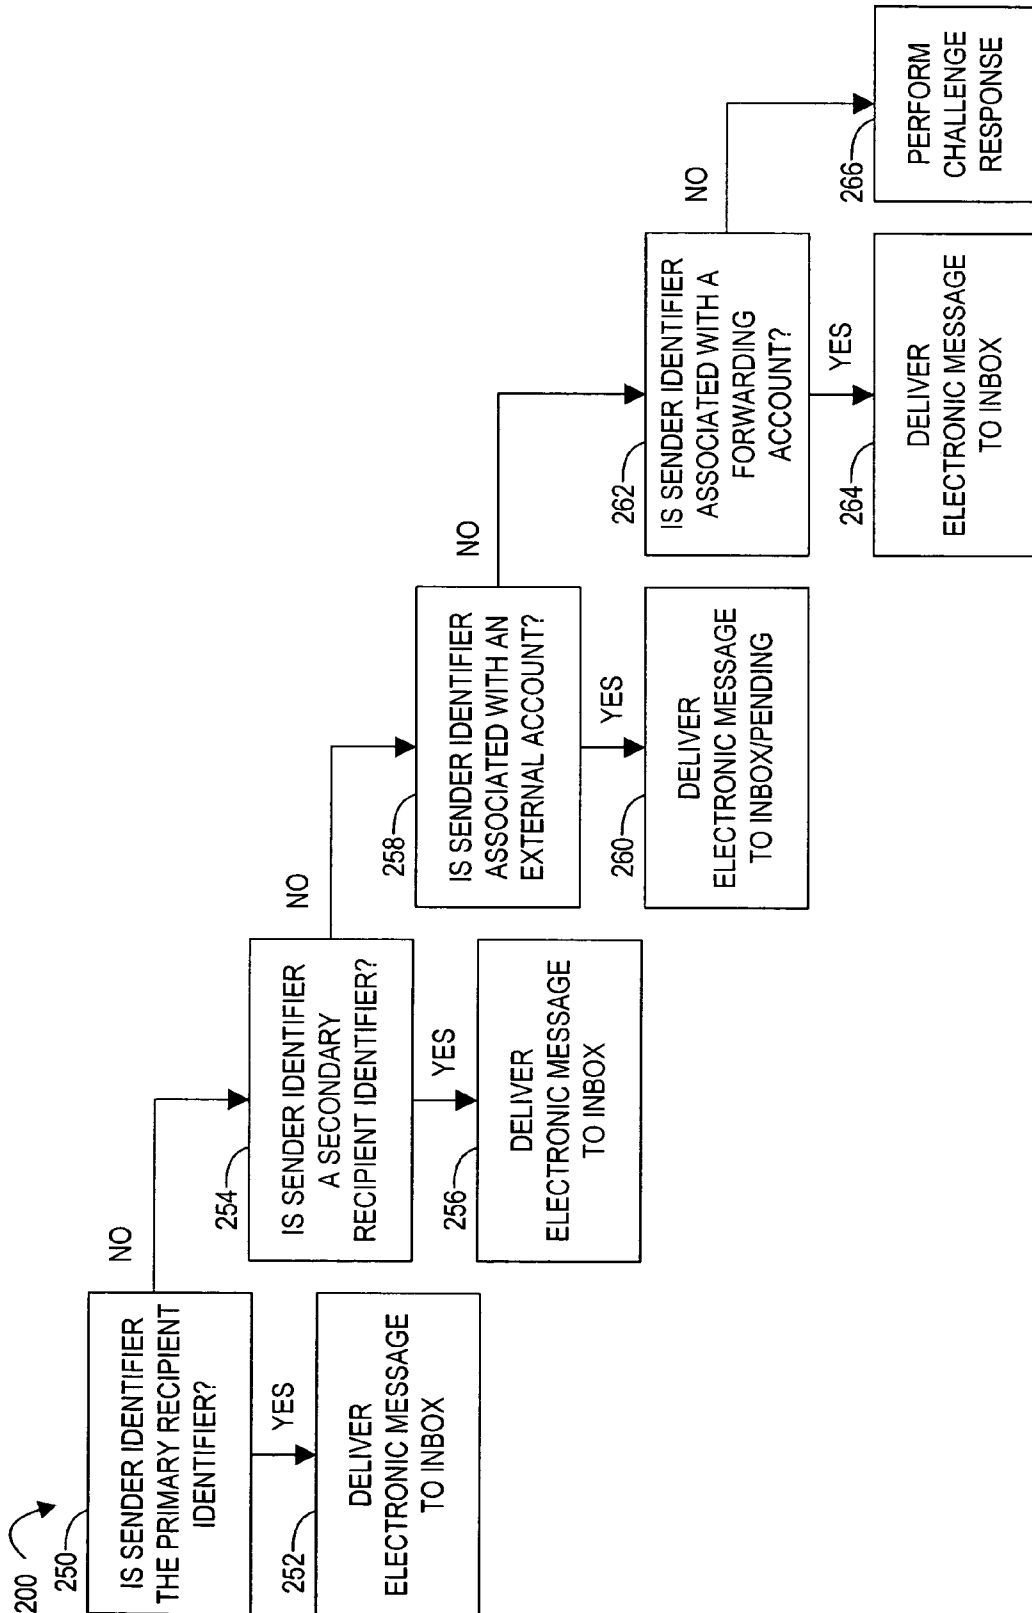 200
250
IS SENDER IDENTIFIER
THE PRIMARY RECIPIENT
IDENTIFIER?
NO
YES
252
DELIVER
ELECTRONIC MESSAGE
TO INBOX
254
IS SENDER IDENTIFIER
A SECONDARY
RECIPIENT IDENTIFIER?
NO
YES
256
DELIVER
ELECTRONIC MESSAGE
TO INBOX
258
IS SENDER IDENTIFIER
ASSOCIATED WITH AN
EXTERNAL ACCOUNT?
NO
YES
260
DELIVER
ELECTRONIC MESSAGE
TO INBOX/PENDING
262
IS SENDER IDENTIFIER
ASSOCIATED WITH A
FORWARDING
ACCOUNT?
NO
YES
264
DELIVER
ELECTRONIC MESSAGE
TO INBOX
266
PERFORM
CHALLENGE
RESPONSE